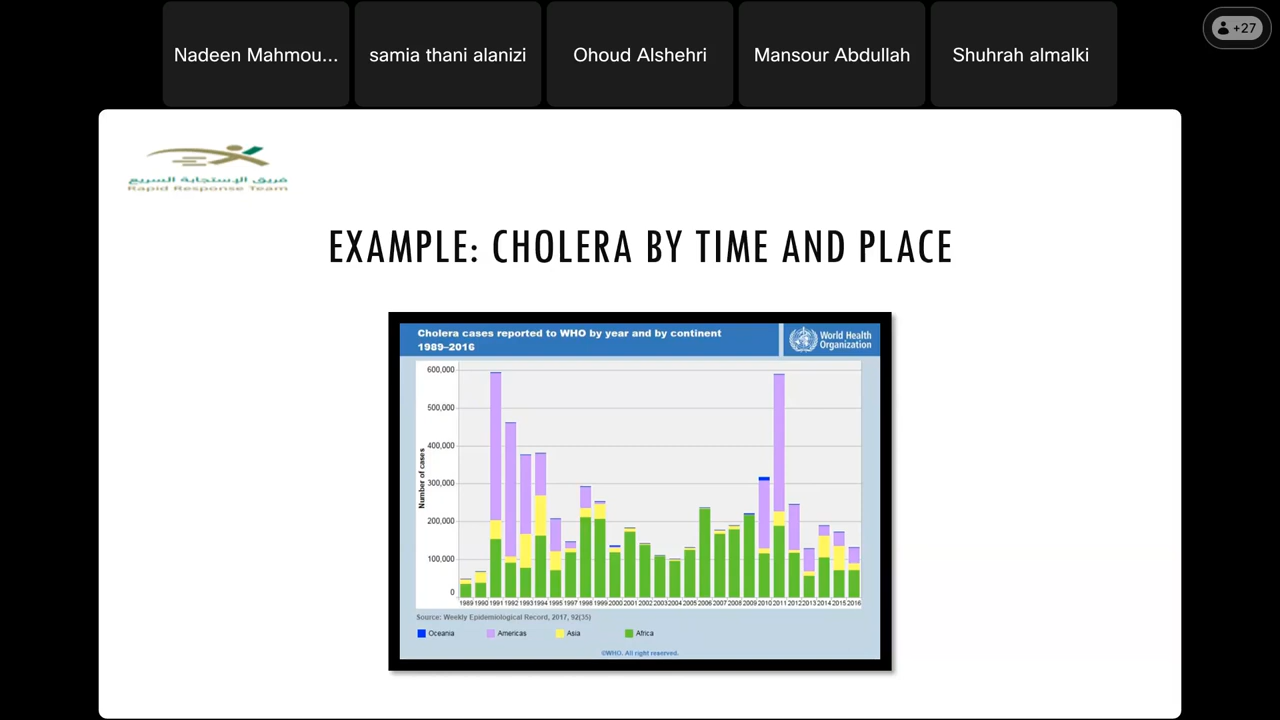 Nadeen Mahmou...
samia thani alanizi
Ohoud Alshehri
Mansour Abdullah
Shuhrah almalki
+27
فريق الإستجابة السريع
Rapid Response Team
EXAMPLE: CHOLERA BY TIME AND PLACE
Cholera cases reported to WHO by year and by continent
1989–2016
World Health
Organization
600,000
500,000
400,000
300,000
200,000
100,000
0
Number of cases
1989 1990 1991 1992 1993 1994 1995 1997 1998 1999 2000 2001 2002 2003 2004 2005 2006 2007 2008 2009 2010 2011 2012 2013 2014 2015 2016
Source: Weekly Epidemiological Record, 2017, 92(35)
Oceania
Americas
Asia
Africa
©WHO. All right reserved.